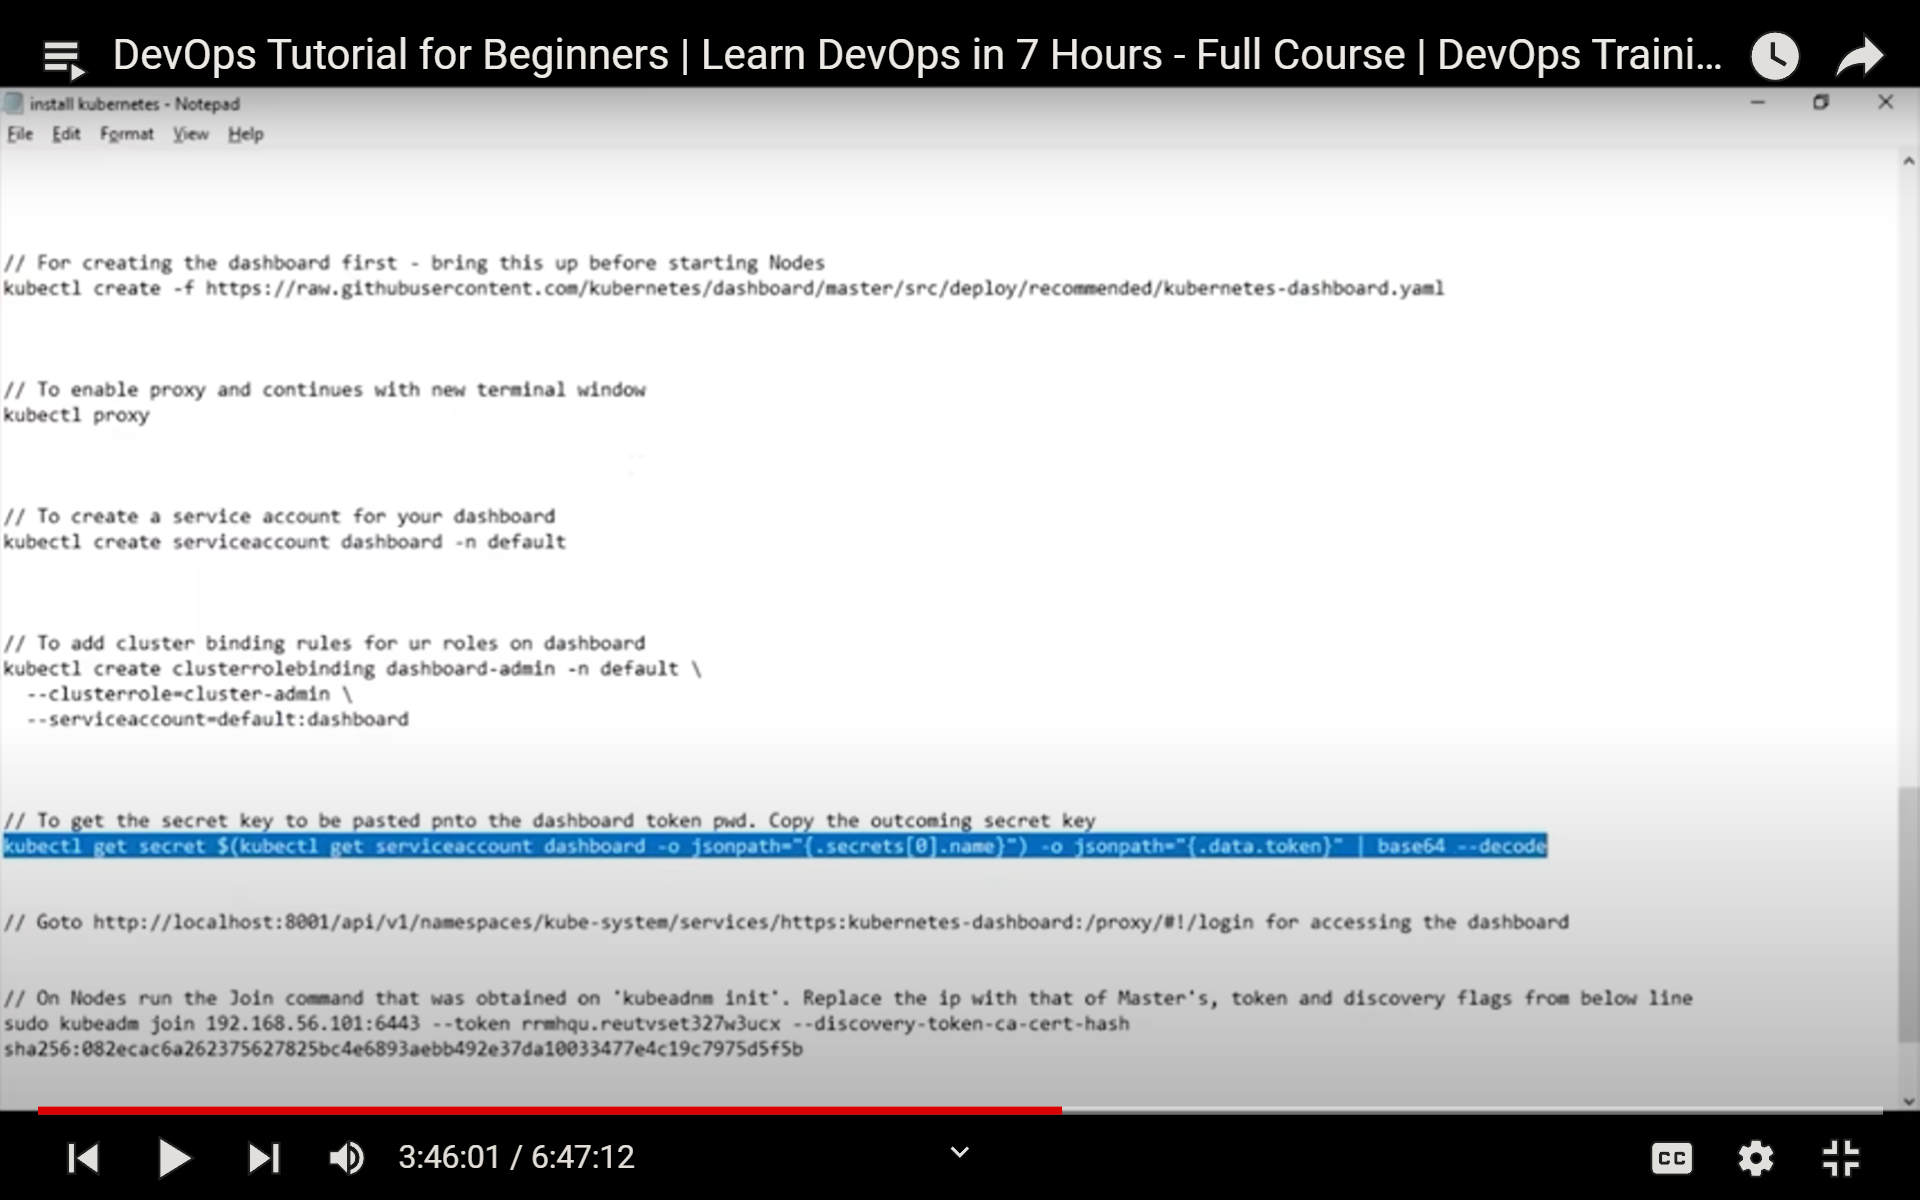 DevOps Tutorial for Beginners | Learn DevOps in 7 Hours - Full Course | DevOps Traini...
install kubernetes - Notepad
File Edit Format View Help
// For creating the dashboard first - bring this up before starting Nodes
kubectl create -f https://raw.githubusercontent.com/kubernetes/dashboard/master/src/deploy/recommended/kubernetes-dashboard.yaml
// To enable proxy and continues with new terminal window
kubectl proxy
// To create a service account for your dashboard
kubectl create serviceaccount dashboard -n default
// To add cluster binding rules for ur roles on dashboard
kubectl create clusterrolebinding dashboard-admin -n default \
--clusterrole=cluster-admin \
--serviceaccount=default:dashboard
// To get the secret key to be pasted pnto the dashboard token pwd. Copy the outcoming secret key
kubectl get secret $(kubectl get serviceaccount dashboard -o jsonpath="{.secrets[0].name}") -o jsonpath="{.data.token}" | base64 --decode
// Goto http://localhost:8001/api/v1/namespaces/kube-system/services/https:kubernetes-dashboard:/proxy/#!/login for accessing the dashboard
// On Nodes run the Join command that was obtained on 'kubeadnm init'. Replace the ip with that of Master's, token and discovery flags from below line
sudo kubeadm join 192.168.56.101:6443 --token rrmhqu.reutvset327w3ucx --discovery-token-ca-cert-hash
sha256:082ecac6a262375627825bc4e6893aebb492e37da10033477e4c19c7975d5f5b
3:46:01 / 6:47:12
CC